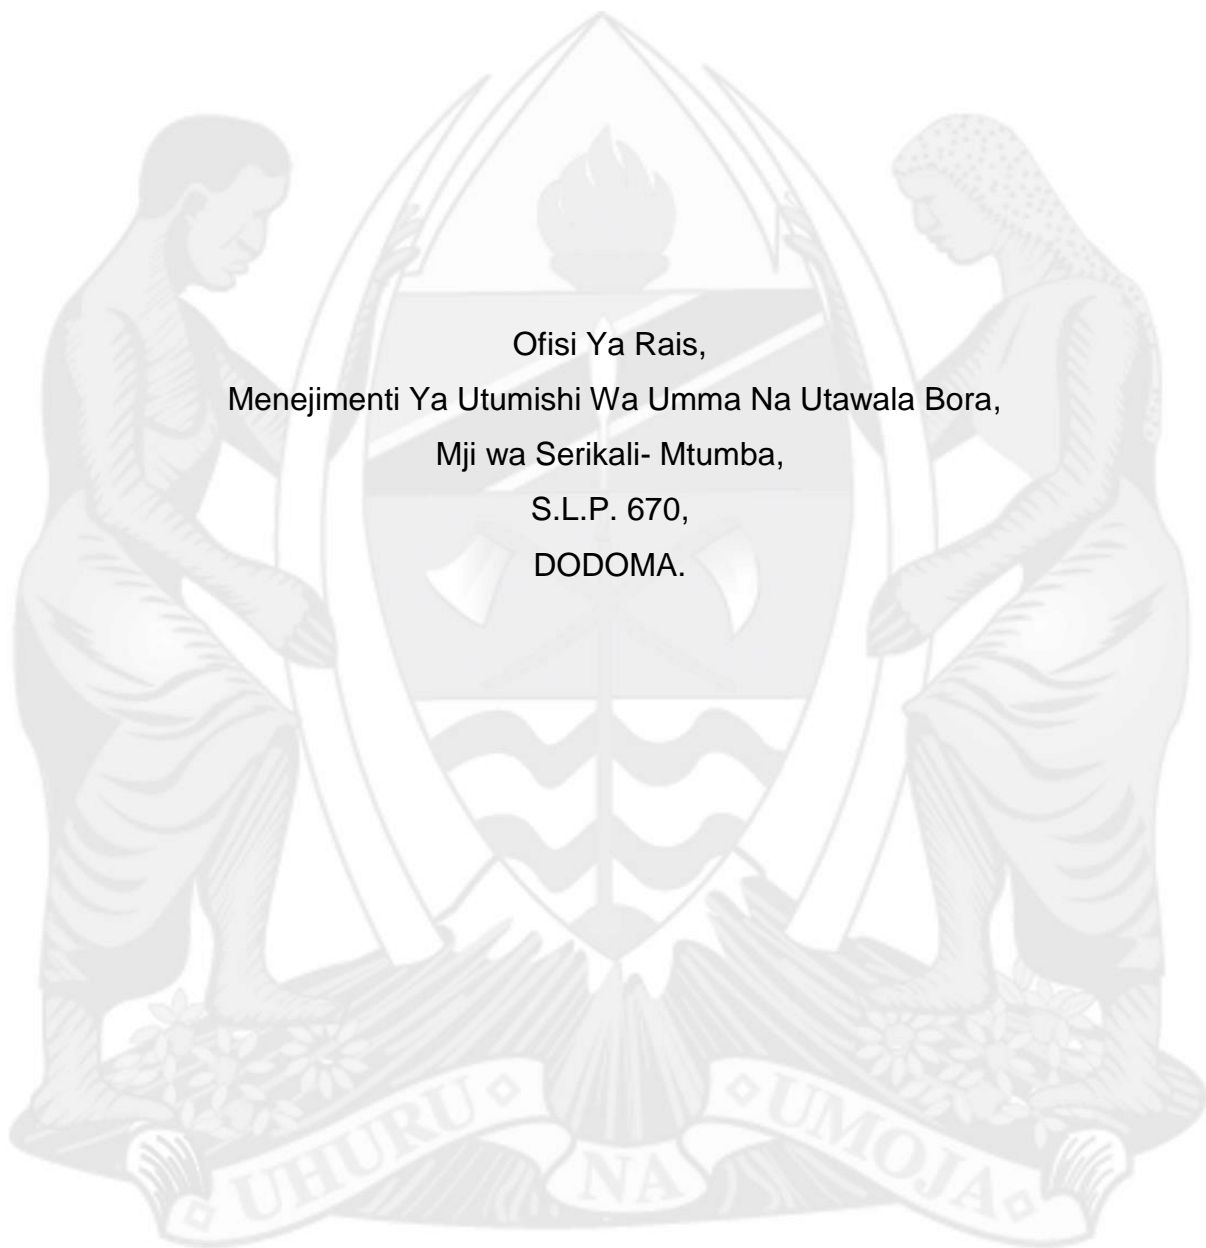 Ofisi Ya Rais,
Menejimenti Ya Utumishi Wa Umma Na Utawala Bora,
Mji wa Serikali- Mtumba,
S.L.P. 670,
DODOMA.
UHURU NA UMOJA